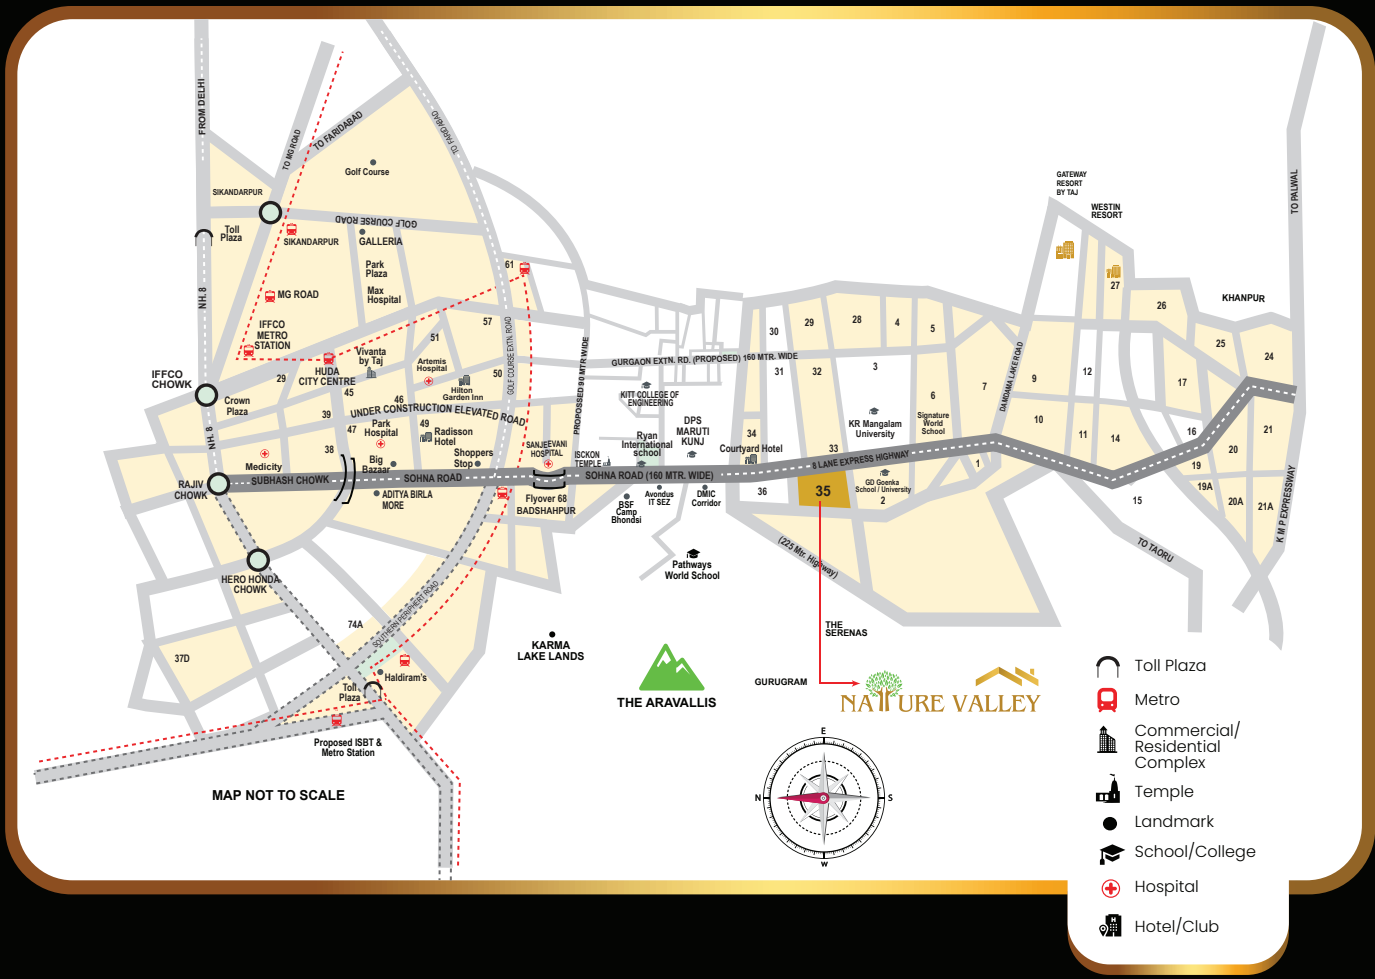 FROM DELHI
TO MG ROAD
TO FARIDABAD
TO FARIDABAD
Golf Course
SIKANDARPUR
GOLF COURSE ROAD
Toll
Plaza
SIKANDARPUR
GALLERIA
Park
Plaza
Max
Hospital
NH.8
MG ROAD
IFFCO
METRO
STATION
61
57
51
50
IFFCO
CHOWK
Crown
Plaza
29
HUDA
CITY CENTRE
45
Vivanta
by Taj
Artemis
Hospital
Hilton
Garden Inn
46
39
UNDER CONSTRUCTION ELEVATED ROAD
GOLF COURSE EXTN. ROAD
NH. 8
47
Park
Hospital
49
Radisson
Hotel
38
Medicity
Big
Bazaar
Shoppers
Stop
RAJIV
CHOWK
SUBHASH CHOWK
SOHNA ROAD
ADITYA BIRLA
MORE
SANJEEVANI
HOSPITAL
ISCKON
TEMPLE
Flyover 68
BADSHAHPUR
PROPOSED 90 MTR WIDE
GURGAON EXTN. RD. (PROPOSED) 160 MTR. WIDE
KITT COLLEGE OF
ENGINEERING
DPS
MARUTI
KUNJ
Ryan
International
school
SOHNA ROAD (160 MTR. WIDE)
BSF
Camp
Bhondsi
Avondus
IT SEZ
DMIC
Corridor
Pathways
World School
Courtyard Hotel
30
29
28
4
5
31
32
3
6
7
34
33
KR Mangalam
University
Signature
World
School
8 LANE EXPRESS HIGHWAY
GD Goenka
School / University
36
35
2
1
(225 Mtr. Highway)
DAMDAMA LAKE ROAD
GATEWAY
RESORT
BY TAJ
WESTIN
RESORT
27
26
KHANPUR
TO PALWAL
25
24
9
12
17
10
11
14
16
20
21
19
19A
20A
21A
15
TO TAORU
K M P EXPRESSWAY
HERO HONDA
CHOWK
74A
37D
SOUTHERN PERIPHERT ROAD
Haldiram's
Toll
Plaza
Proposed ISBT &
Metro Station
MAP NOT TO SCALE
KARMA
LAKE LANDS
THE ARAVALLIS
THE
SERENAS
GURUGRAM
NATURE VALLEY
E
N
S
W
Toll Plaza
Metro
Commercial/
Residential
Complex
Temple
Landmark
School/College
Hospital
Hotel/Club